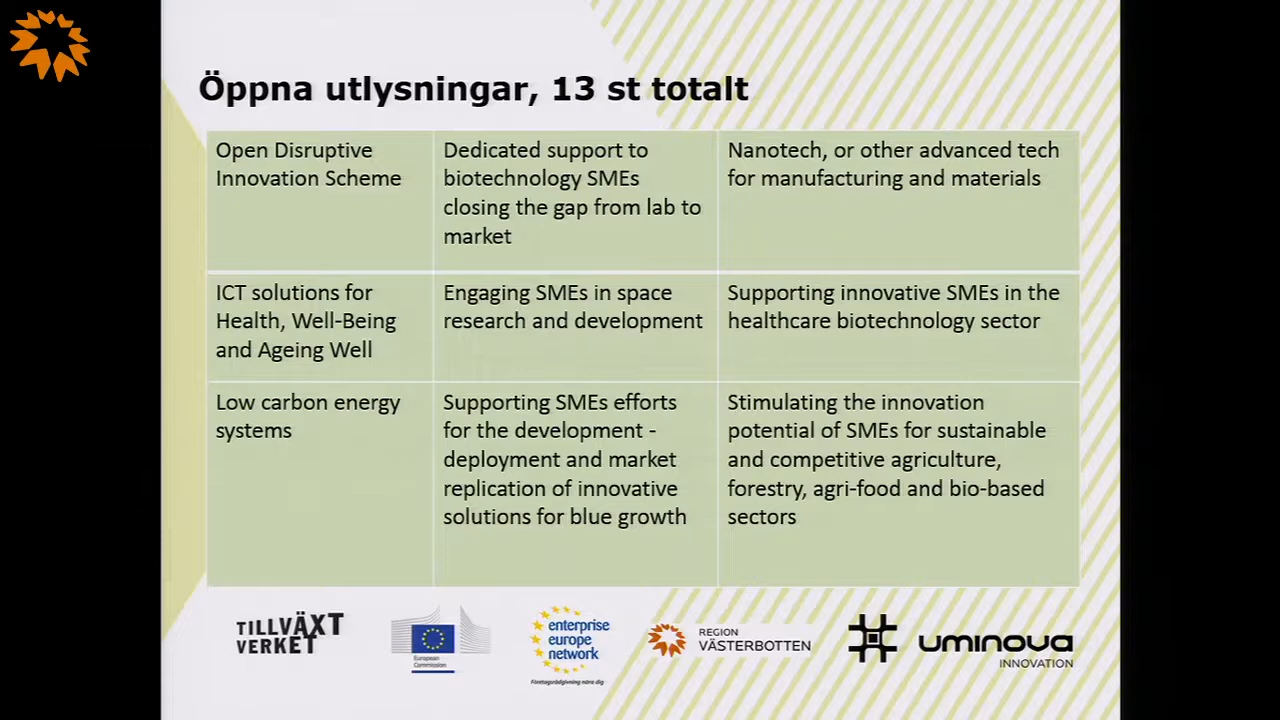 Öppna utlysningar, 13 st totalt
Open Disruptive
Innovation Scheme
Dedicated support to
biotechnology SMEs
closing the gap from lab to
market
Nanotech, or other advanced tech
for manufacturing and materials
ICT solutions for
Health, Well-Being
and Ageing Well
Engaging SMEs in space
research and development
Supporting innovative SMEs in the
healthcare biotechnology sector
Low carbon energy
systems
Supporting SMEs efforts
for the development -
deployment and market
replication of innovative
solutions for blue growth
Stimulating the innovation
potential of SMEs for sustainable
and competitive agriculture,
forestry, agri-food and bio-based
sectors
TILLVÄXT
VERKET
European
Commission
enterprise
europe
network
Företagsrådgivning nära dig
REGION
VÄSTERBOTTEN
uminova
INNOVATION